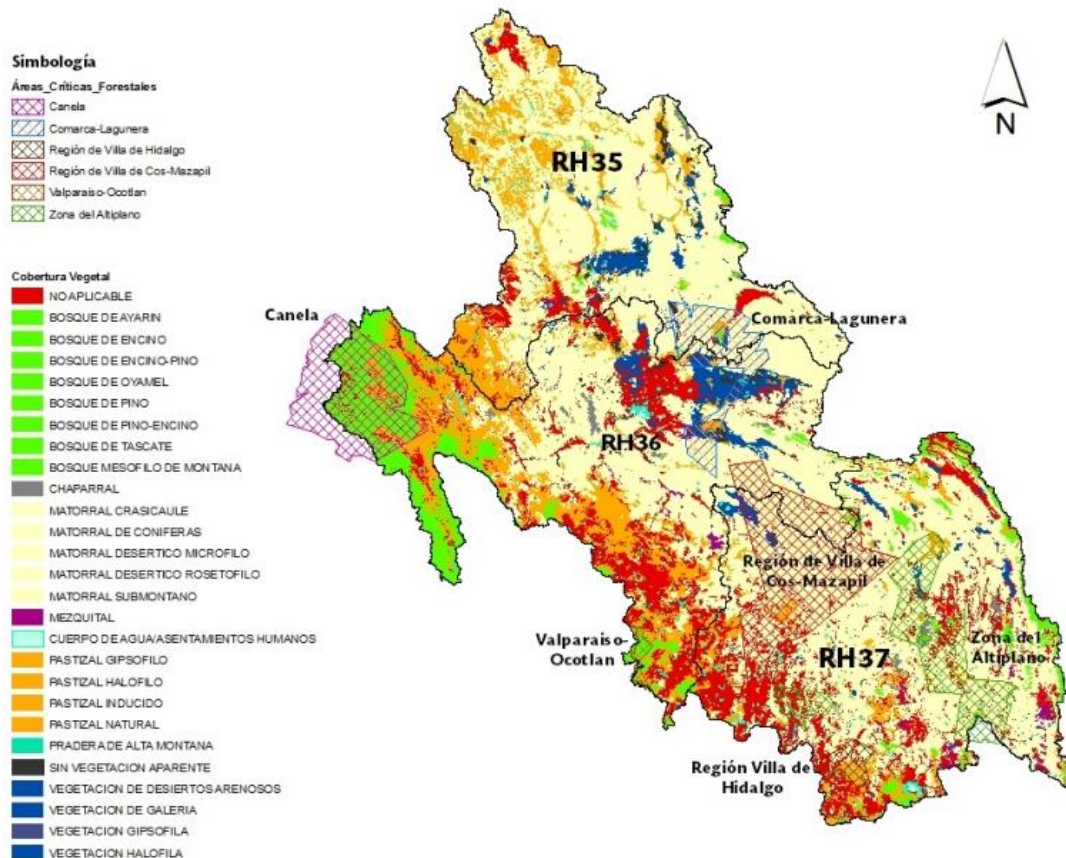 Simbología
Áreas_Críticas_Forestales
Canela
Comarca-Lagunera
Región de Villa de Hidalgo
Región de Villa de Cos-Mazapil
Valparaiso-Ocotlan
Zona del Altiplano
Cobertura Vegetal
NO APLICABLE
BOSQUE DE AYARIN
BOSQUE DE ENCINO
BOSQUE DE ENCINO-PINO
BOSQUE DE OYAMEL
BOSQUE DE PINO
BOSQUE DE PINO-ENCINO
BOSQUE DE TASCATE
BOSQUE MESOFILO DE MONTANA
CHAPARRAL
MATORRAL CRASICAULE
MATORRAL DE CONIFERAS
MATORRAL DESERTICO MICROFILO
MATORRAL DESERTICO ROSETOFILO
MATORRAL SUBMONTANO
MEZQUITAL
CUERPO DE AGUA/ASENTAMIENTOS HUMANOS
PASTIZAL GIPSOFILO
PASTIZAL HALOFILO
PASTIZAL INDUCIDO
PASTIZAL NATURAL
PRADERA DE ALTA MONTANA
SIN VEGETACION APARENTE
VEGETACION DE DESIERTOS ARENOSOS
VEGETACION DE GALERIA
VEGETACION GIPSOFILA
VEGETACION HALOFILA
N
RH35
Canela
Comarca-Lagunera
RH36
Región de Villa de
Cos-Mazapil
Valparaiso-
Ocotlan
RH37
Zona del
Altiplano
Región Villa de
Hidalgo